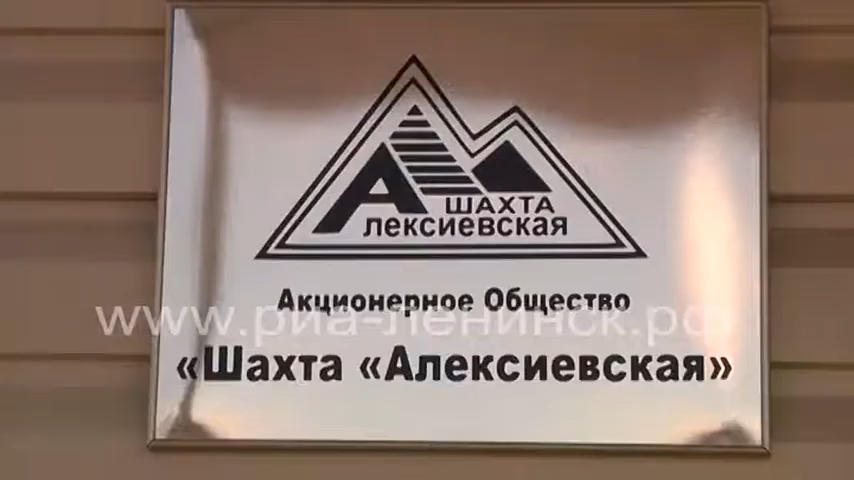 ШАХТА
Алексиевская
Акционерное Общество
www.риа-ленинск.рф
«Шахта «Алексиевская»